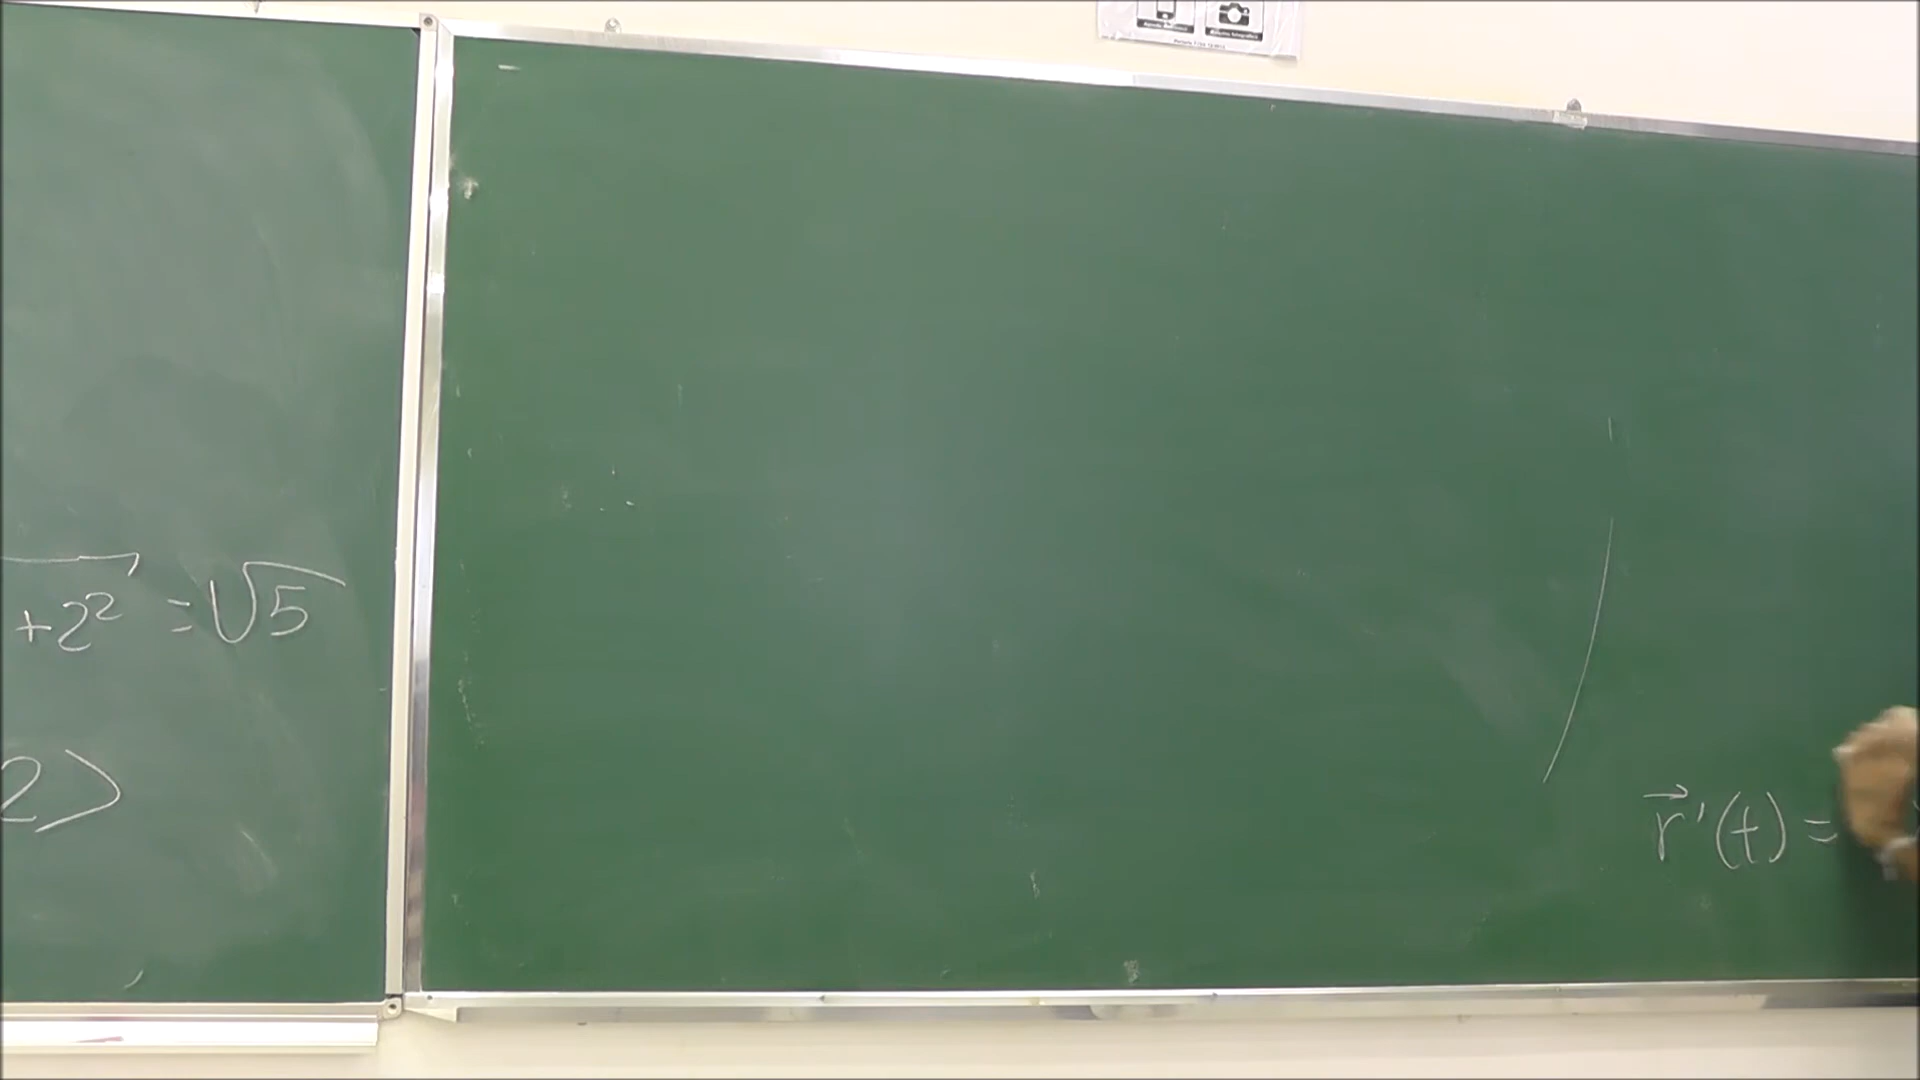 +2² = √5
2⟩
r⃗'(t) =